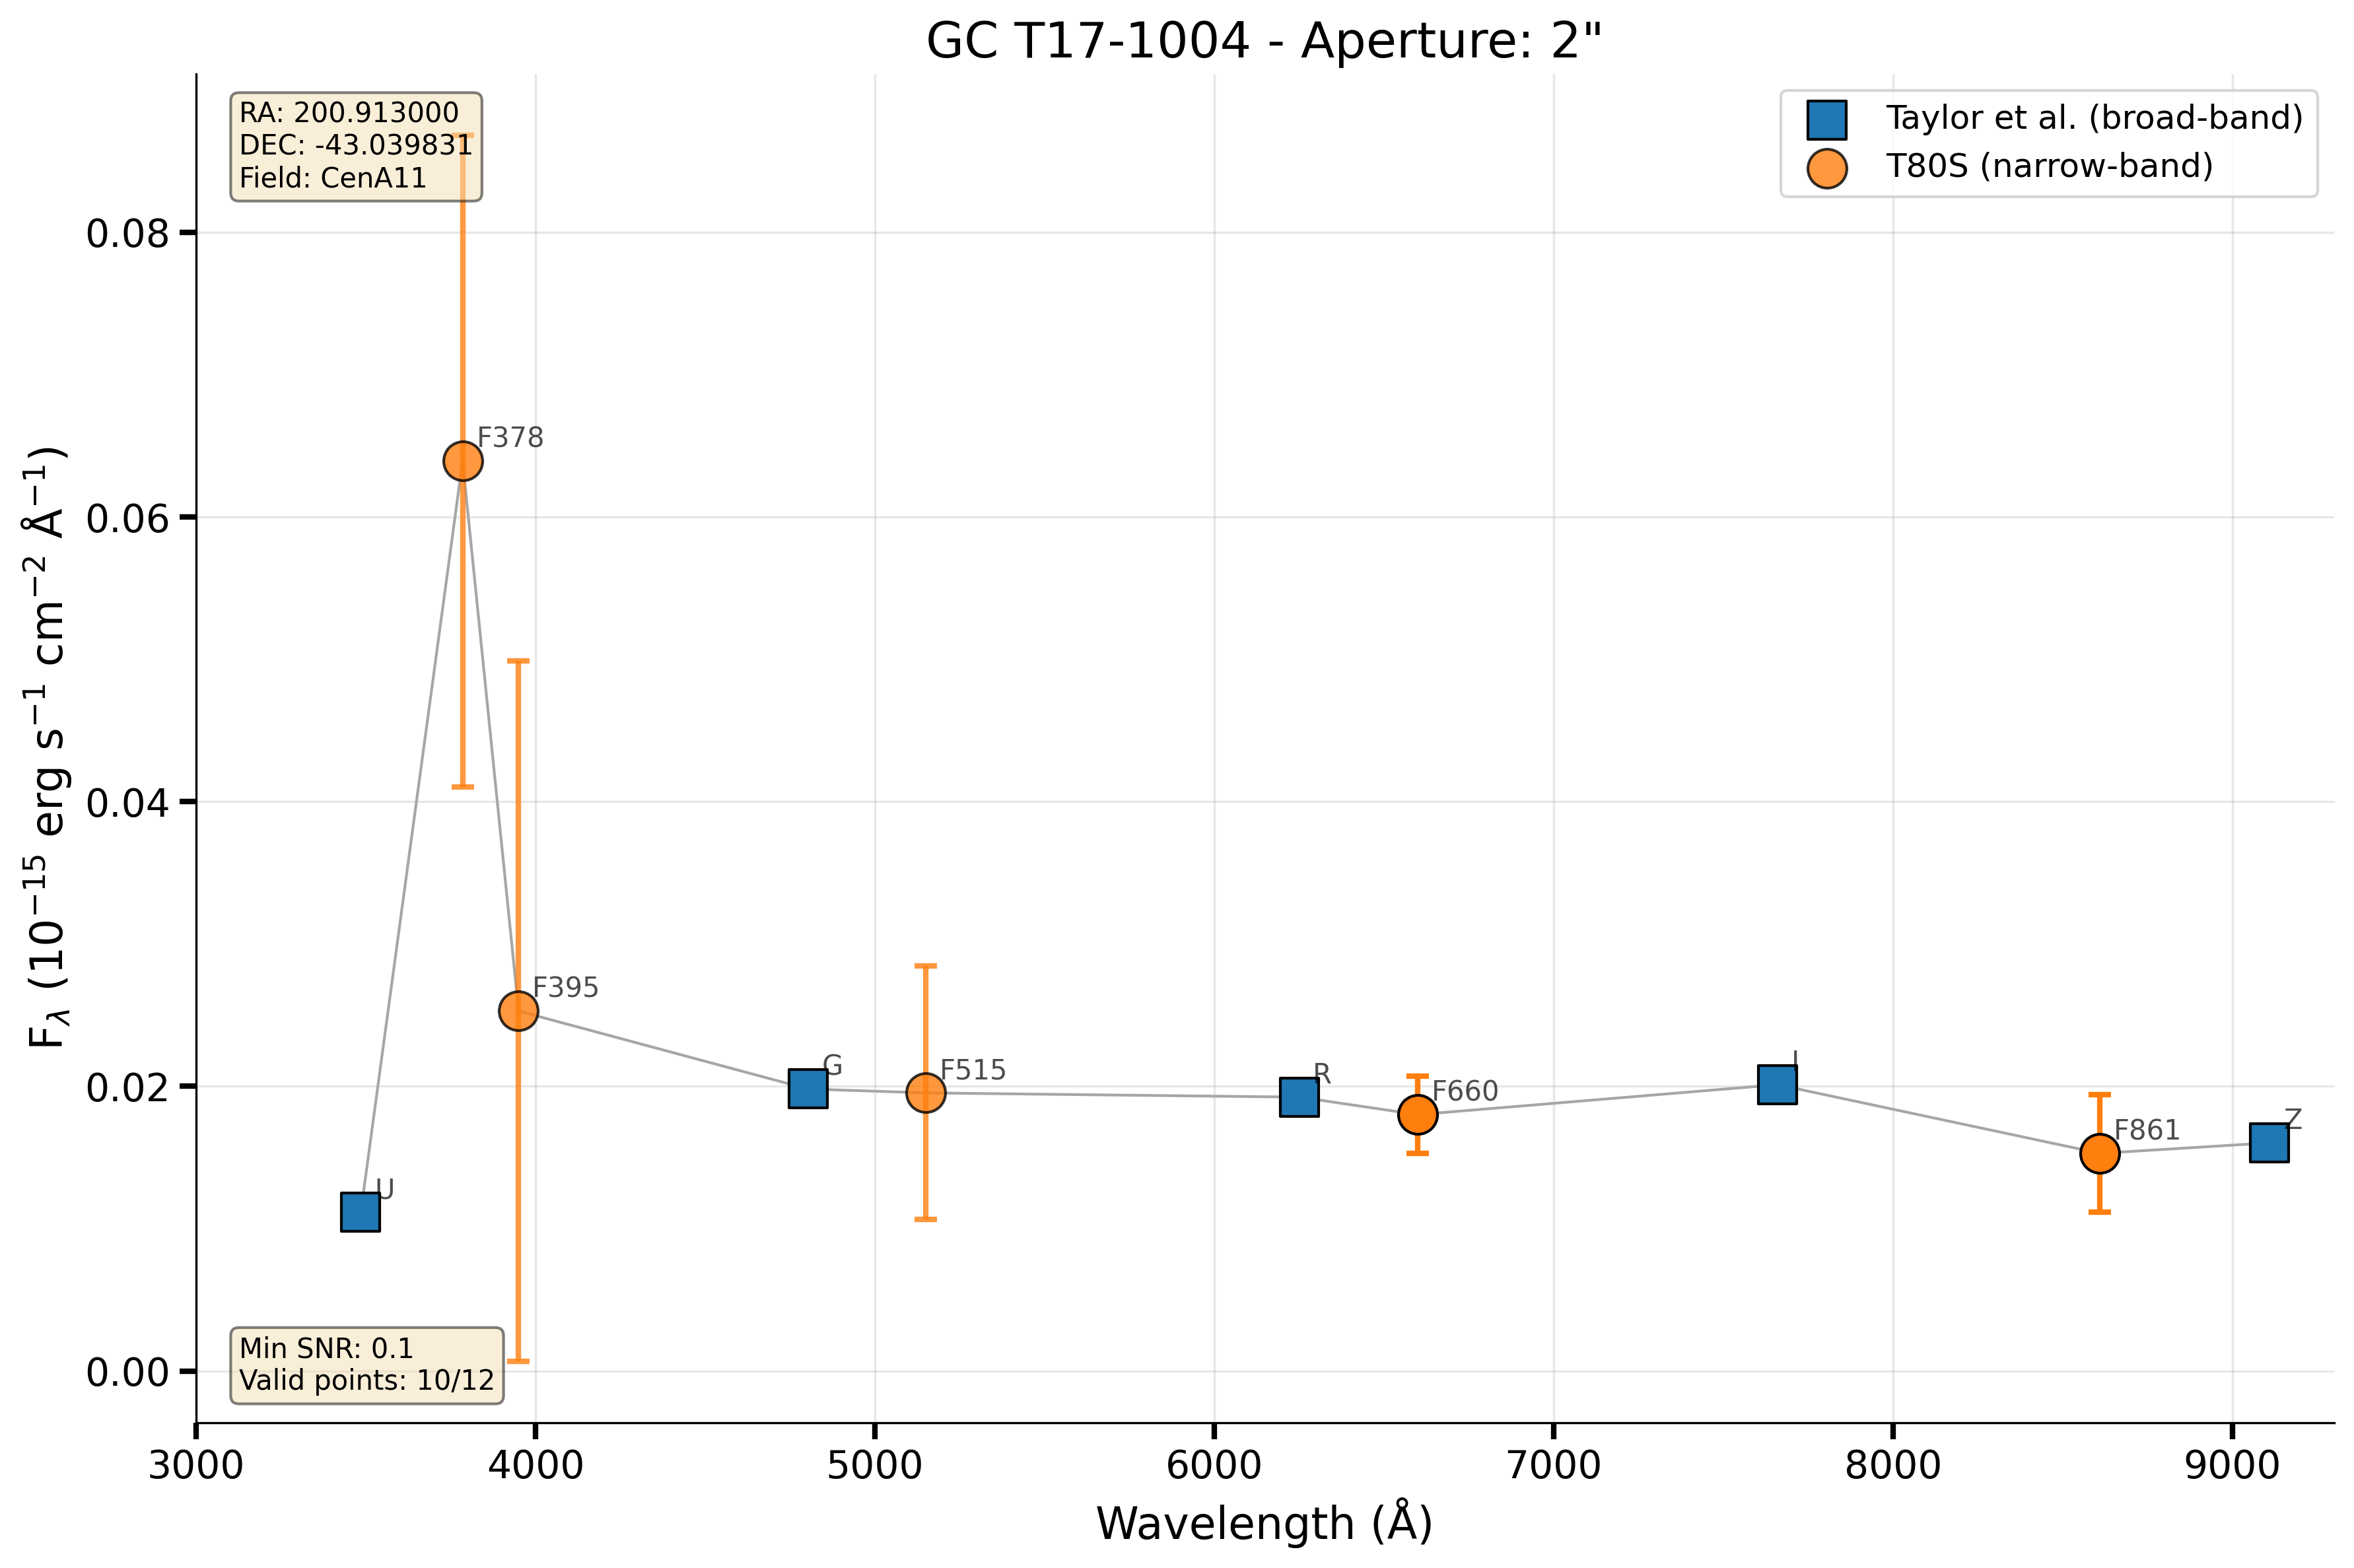 GC T17-1004 - Aperture: 2"
RA: 200.913000
DEC: -43.039831
Field: CenA11
Taylor et al. (broad-band)
T80S (narrow-band)
F378
F395
U
G
F515
R
F660
I
F861
Z
Min SNR: 0.1
Valid points: 10/12
0.08
0.06
0.04
0.02
0.00
F_λ (10⁻¹⁵ erg s⁻¹ cm⁻² Å⁻¹)
3000 4000 5000 6000 7000 8000 9000
Wavelength (Å)